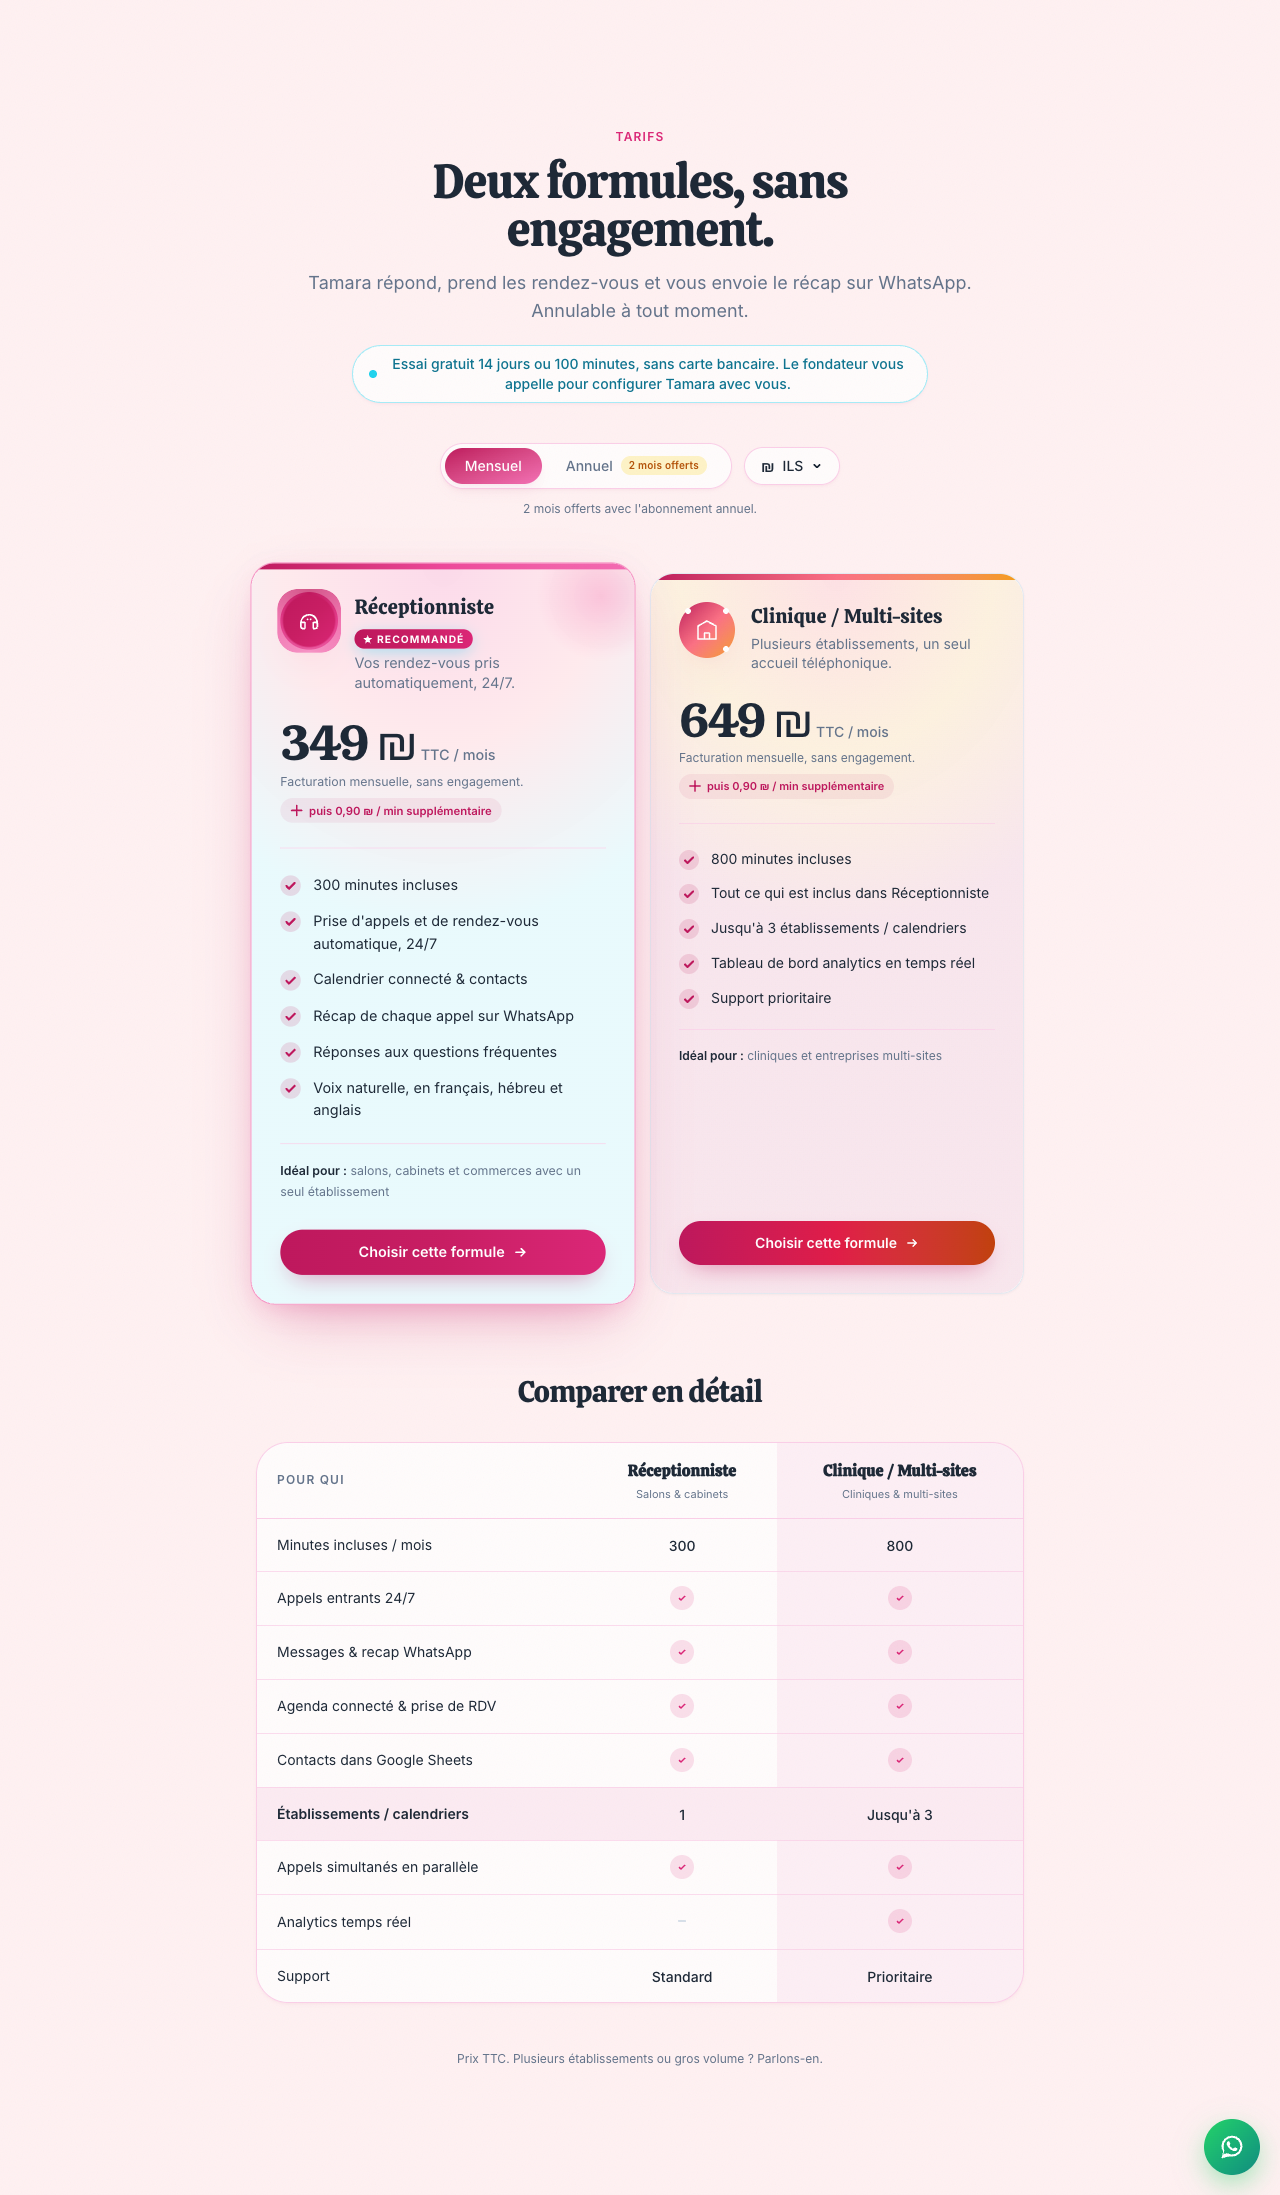 TARIFS
Deux formules, sans
engagement.
Tamara répond, prend les rendez-vous et vous envoie le récap sur WhatsApp.
Annulable à tout moment.
Essai gratuit 14 jours ou 100 minutes, sans carte bancaire. Le fondateur vous
appelle pour configurer Tamara avec vous.
Mensuel Annuel 2 mois offerts ₪ ILS
2 mois offerts avec l'abonnement annuel.
Réceptionniste
★ RECOMMANDÉ
Vos rendez-vous pris
automatiquement, 24/7.
349 ₪ TTC / mois
Facturation mensuelle, sans engagement.
puis 0,90 ₪ / min supplémentaire
300 minutes incluses
Prise d'appels et de rendez-vous
automatique, 24/7
Calendrier connecté & contacts
Récap de chaque appel sur WhatsApp
Réponses aux questions fréquentes
Voix naturelle, en français, hébreu et
anglais
Idéal pour : salons, cabinets et commerces avec un
seul établissement
Choisir cette formule →
Clinique / Multi-sites
Plusieurs établissements, un seul
accueil téléphonique.
649 ₪ TTC / mois
Facturation mensuelle, sans engagement.
puis 0,90 ₪ / min supplémentaire
800 minutes incluses
Tout ce qui est inclus dans Réceptionniste
Jusqu'à 3 établissements / calendriers
Tableau de bord analytics en temps réel
Support prioritaire
Idéal pour : cliniques et entreprises multi-sites
Choisir cette formule →
Comparer en détail
POUR QUI Réceptionniste Clinique / Multi-sites
Salons & cabinets Cliniques & multi-sites
Minutes incluses / mois 300 800
Appels entrants 24/7
Messages & recap WhatsApp
Agenda connecté & prise de RDV
Contacts dans Google Sheets
Établissements / calendriers 1 Jusqu'à 3
Appels simultanés en parallèle
Analytics temps réel –
Support Standard Prioritaire
Prix TTC. Plusieurs établissements ou gros volume ? Parlons-en.